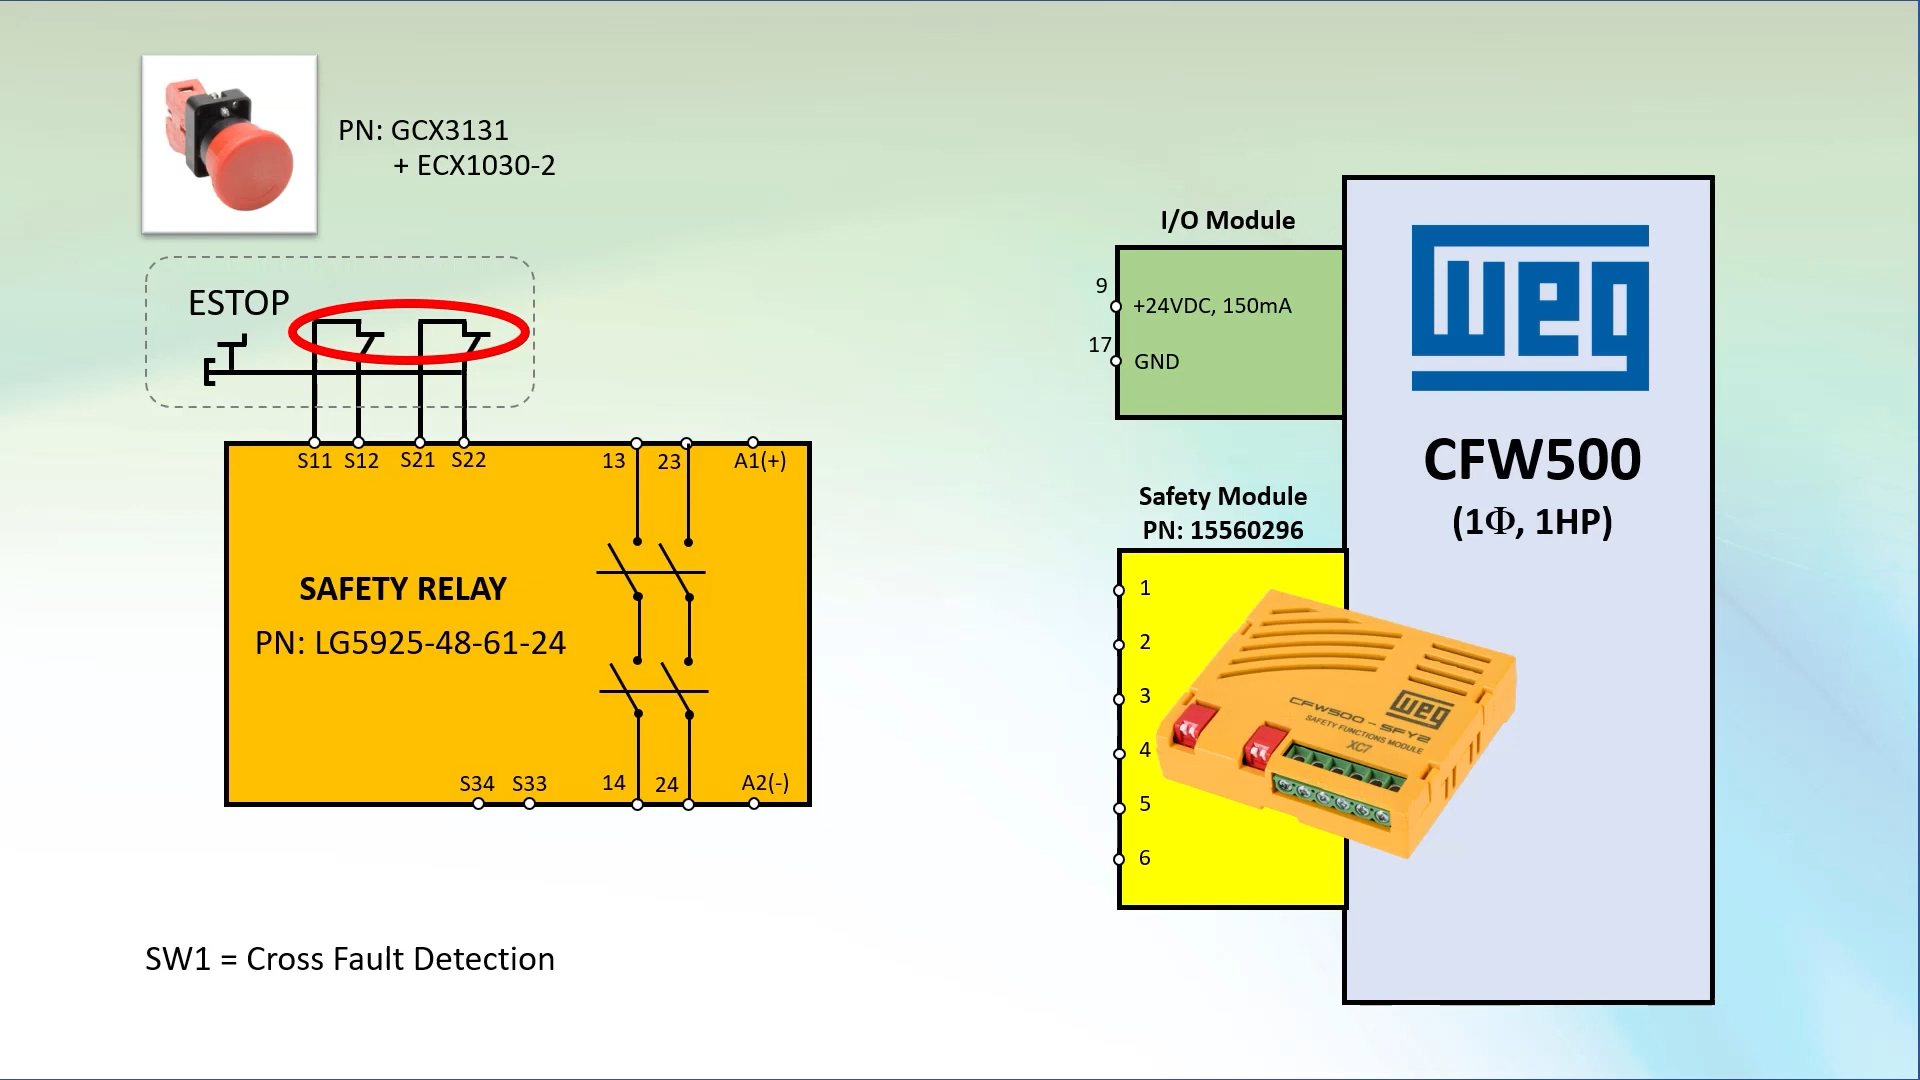 PN: GCX3131
+ ECX1030-2
ESTOP
S11 S12 S21 S22 13 23 A1(+)
SAFETY RELAY
PN: LG5925-48-61-24
S34 S33 14 24 A2(-)
SW1 = Cross Fault Detection
I/O Module
9
+24VDC, 150mA
17
GND
Safety Module
PN: 15560296
1
2
3
4
5
6
weg
CFW500 - SFY2
SAFETY FUNCTIONS MODULE
XC7
weg
CFW500
(1Φ, 1HP)